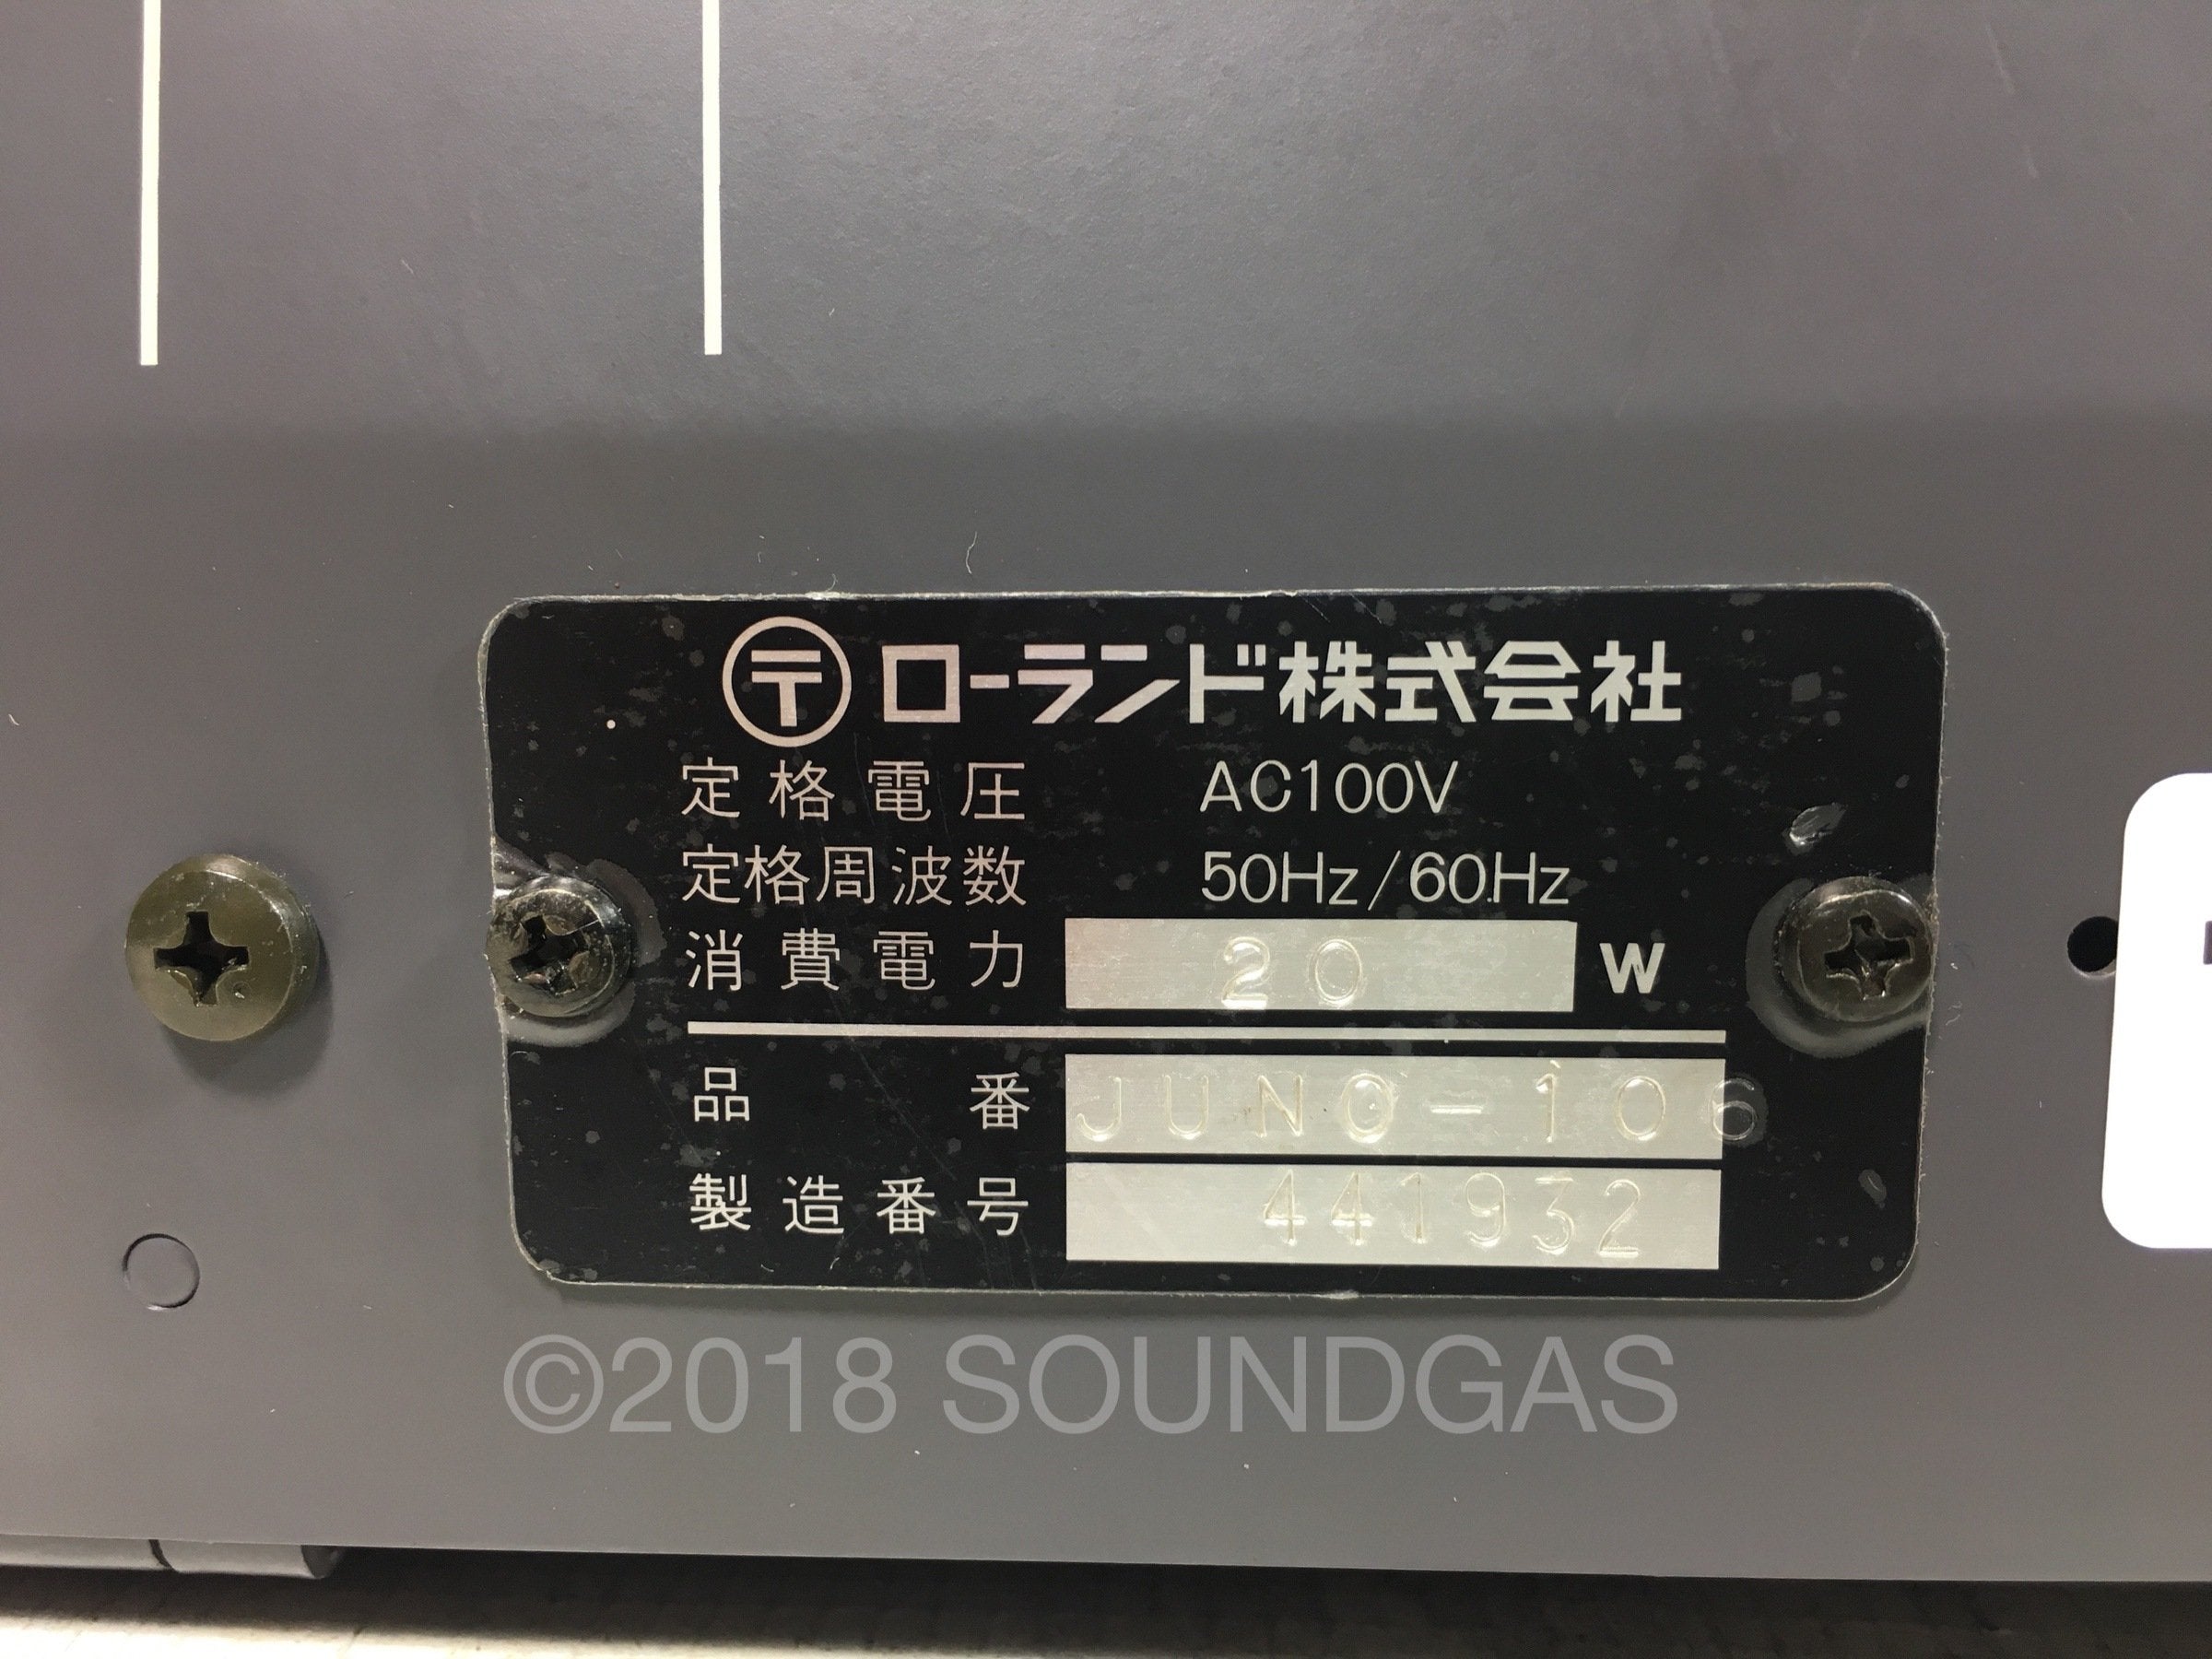 〒 ローランド株式会社
定格電圧 AC100V
定格周波数 50Hz/60Hz
消費電力 20 W
品番 JUNO-106
製造番号 441932
©2018 SOUNDGAS